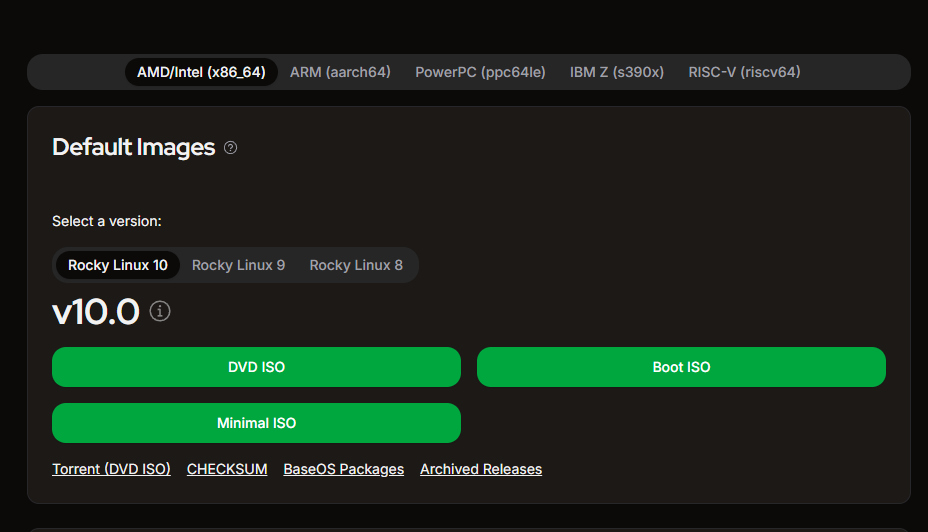 AMD/Intel (x86_64) ARM (aarch64) PowerPC (ppc64le) IBM Z (s390x) RISC-V (riscv64)
Default Images
Select a version:
Rocky Linux 10 Rocky Linux 9 Rocky Linux 8
v10.0
DVD ISO Boot ISO
Minimal ISO
Torrent (DVD ISO) CHECKSUM BaseOS Packages Archived Releases